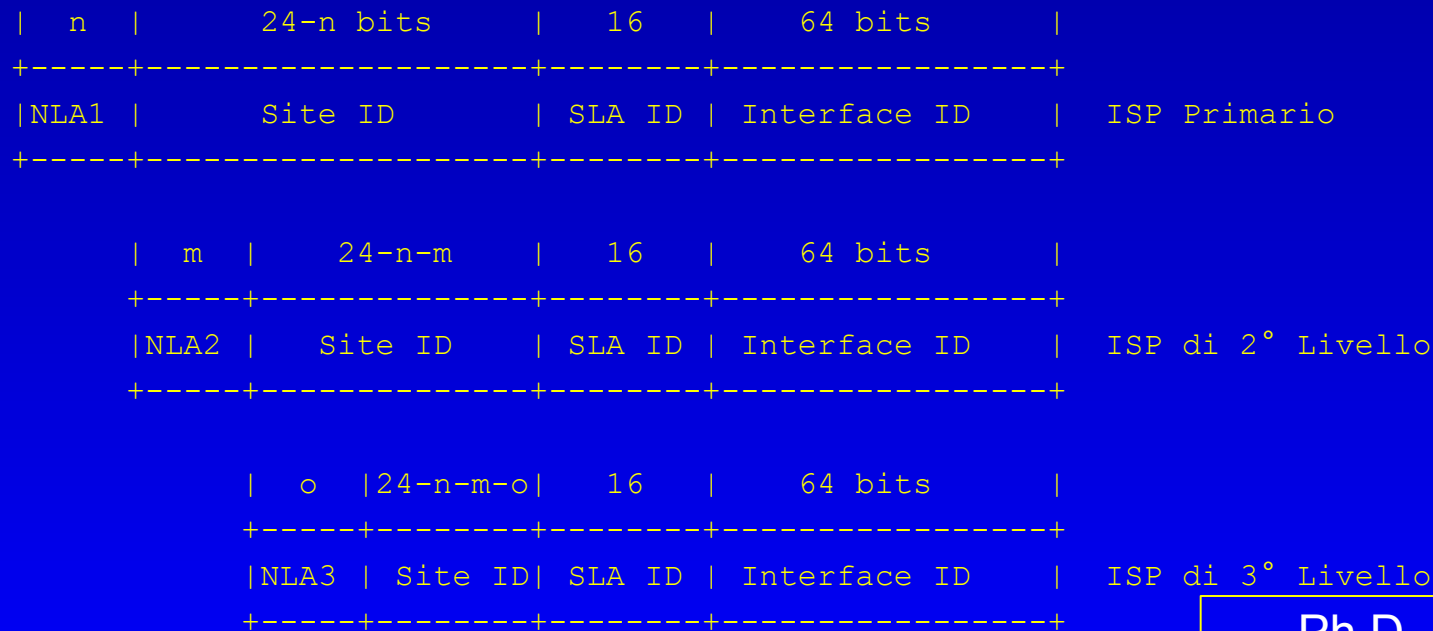 |  n  |      24-n bits      |   16   |    64 bits      |
+-----+--------------------+--------+-----------------+
|NLA1 |      Site ID       | SLA ID | Interface ID    |  ISP Primario
+-----+--------------------+--------+-----------------+
|  m  |    24-n-m    |   16   |    64 bits      |
+-----+--------------+--------+-----------------+
|NLA2 |   Site ID    | SLA ID | Interface ID    |  ISP di 2° Livello
+-----+--------------+--------+-----------------+
|  o  |24-n-m-o|   16   |    64 bits      |
+-----+--------+--------+-----------------+
|NLA3 | Site ID| SLA ID | Interface ID    |  ISP di 3° Livello
+-----+--------+--------+-----------------+
Ph.D.